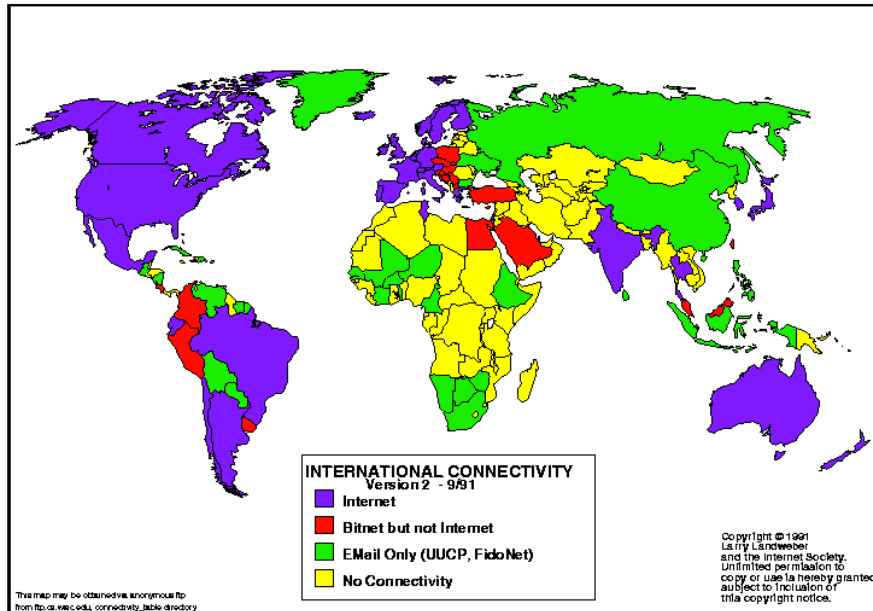 INTERNATIONAL CONNECTIVITY
Version 2 - 9/91
Internet
Bitnet but not Internet
EMail Only (UUCP, FidoNet)
No Connectivity
Copyright © 1991
Larry Landweber
and the Internet Society.
Unlimited permission to
copy or use is hereby granted
subject to inclusion of
this copyright notice.
This map may be obtained via anonymous ftp
from ftp.cs.wisc.edu, connectivity_table directory